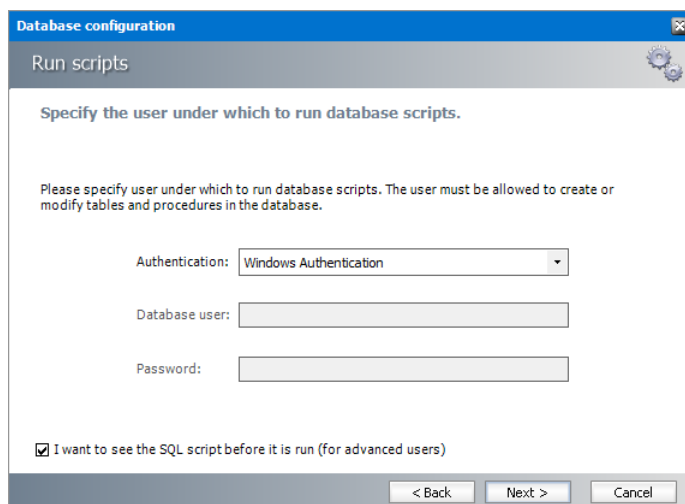 Database configuration
Run scripts
Specify the user under which to run database scripts.
Please specify user under which to run database scripts. The user must be allowed to create or
modify tables and procedures in the database.
Authentication: Windows Authentication
Database user:
Password:
I want to see the SQL script before it is run (for advanced users)
< Back Next > Cancel